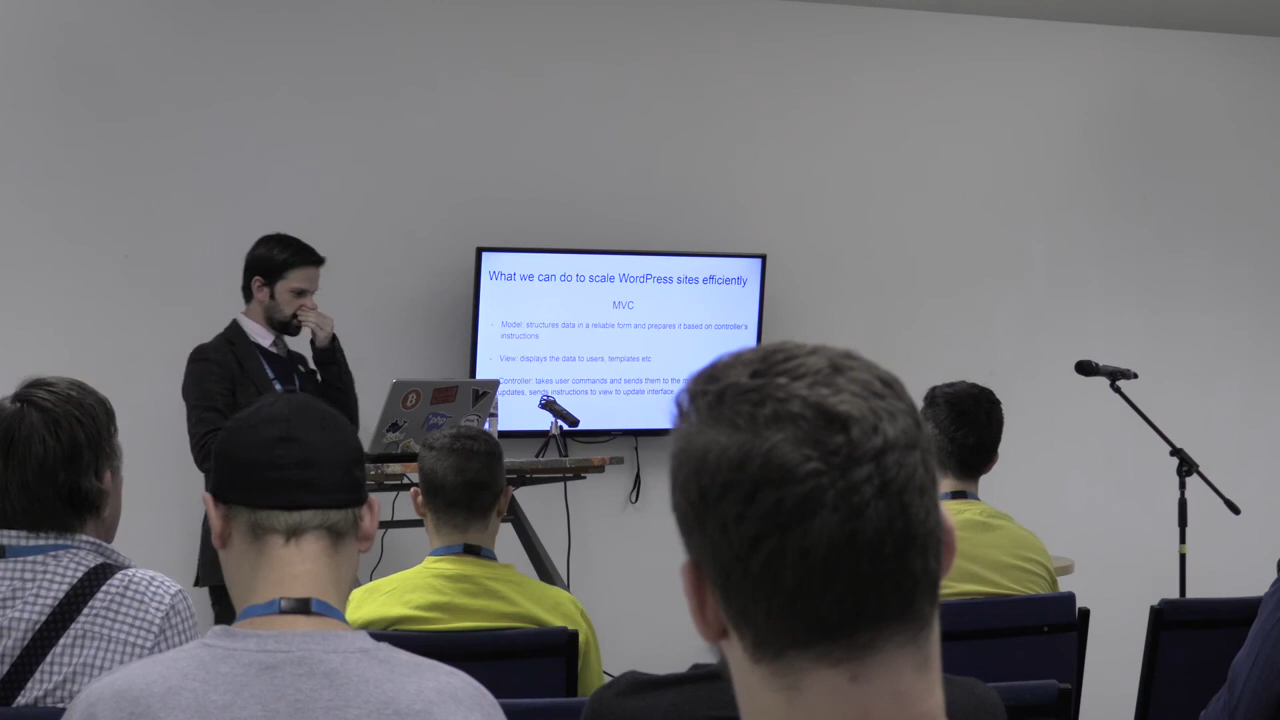 What we can do to scale WordPress sites efficiently
MVC
- Model: structures data in a reliable form and prepares it based on controller's
instructions
- View: displays the data to users, templates etc
Controller: takes user commands and sends them to the
updates, sends instructions to view to update interface
php